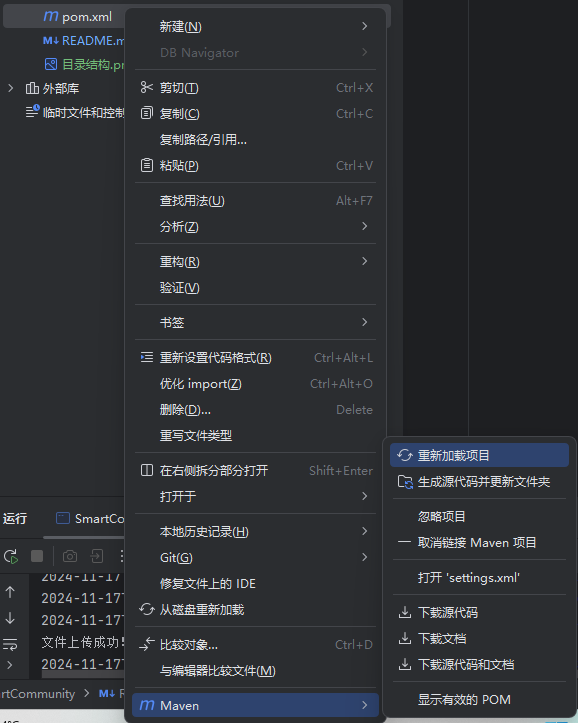 pom.xml
README.m
目录结构.pr
外部库
临时文件和控制
新建(N)
DB Navigator
剪切(T) Ctrl+X
复制(C) Ctrl+C
复制路径/引用...
粘贴(P) Ctrl+V
查找用法(U) Alt+F7
分析(Z)
重构(R)
验证(V)
书签
重新设置代码格式(R) Ctrl+Alt+L
优化 import(Z) Ctrl+Alt+O
删除(D)... Delete
重写文件类型
在右侧拆分部分打开 Shift+Enter
打开于
本地历史记录(H)
Git(G)
修复文件上的 IDE
从磁盘重新加载
比较对象... Ctrl+D
与编辑器比较文件(M)
Maven
重新加载项目
生成源代码并更新文件夹
忽略项目
取消链接 Maven 项目
打开 'settings.xml'
下载源代码
下载文档
下载源代码和文档
显示有效的 POM
运行
SmartCo
2024-11-17
2024-11-17
2024-11-17
文件上传成功!
2024-11-17
rtCommunity